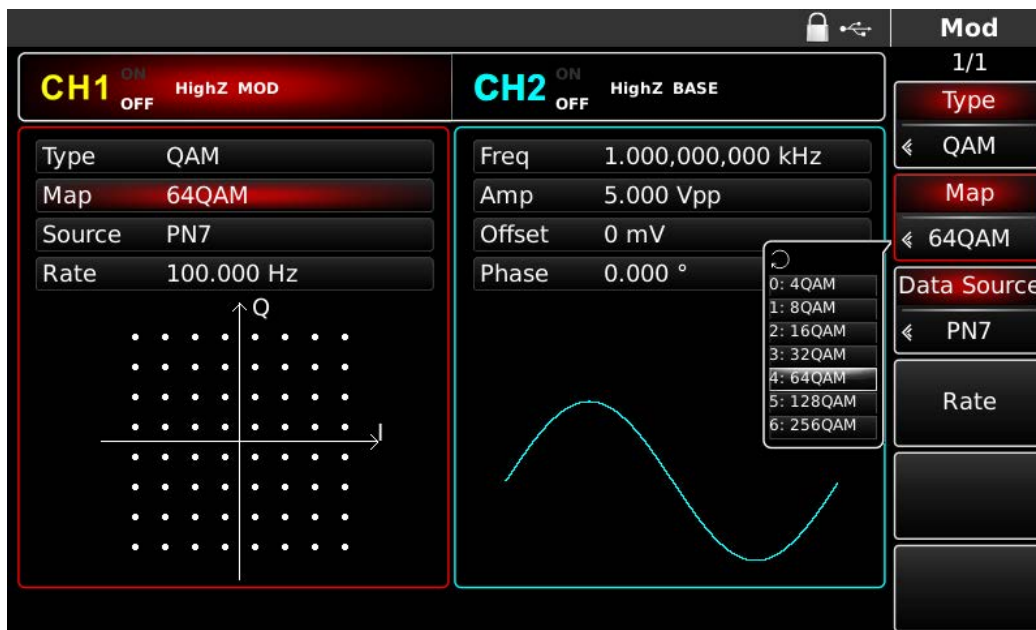 Mod
1/1
CH1 ON OFF HighZ MOD
CH2 ON OFF HighZ BASE
Type
QAM
Type QAM
Map 64QAM
Source PN7
Rate 100.000 Hz
Q
I
Freq 1.000,000,000 kHz
Amp 5.000 Vpp
Offset 0 mV
Phase 0.000 °
0: 4QAM
1: 8QAM
2: 16QAM
3: 32QAM
4: 64QAM
5: 128QAM
6: 256QAM
Map
64QAM
Data Source
PN7
Rate